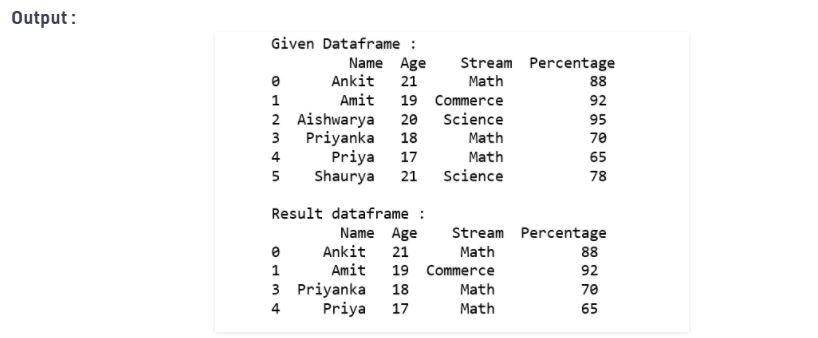 Output :
Given Dataframe :
Name Age Stream Percentage
0 Ankit 21 Math 88
1 Amit 19 Commerce 92
2 Aishwarya 20 Science 95
3 Priyanka 18 Math 70
4 Priya 17 Math 65
5 Shaurya 21 Science 78
Result dataframe :
Name Age Stream Percentage
0 Ankit 21 Math 88
1 Amit 19 Commerce 92
3 Priyanka 18 Math 70
4 Priya 17 Math 65